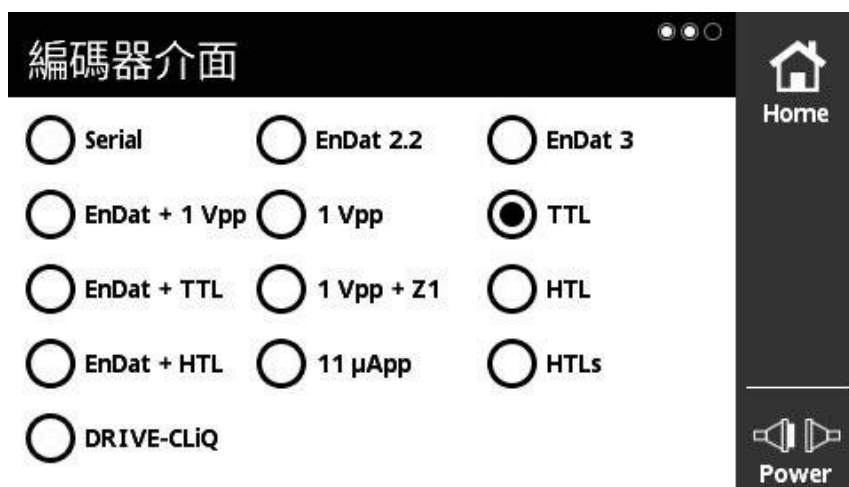 編碼器介面
Home
Serial
EnDat 2.2
EnDat 3
EnDat + 1 Vpp
1 Vpp
TTL
EnDat + TTL
1 Vpp + Z1
HTL
EnDat + HTL
11 μApp
HTLs
DRIVE-CLiQ
Power